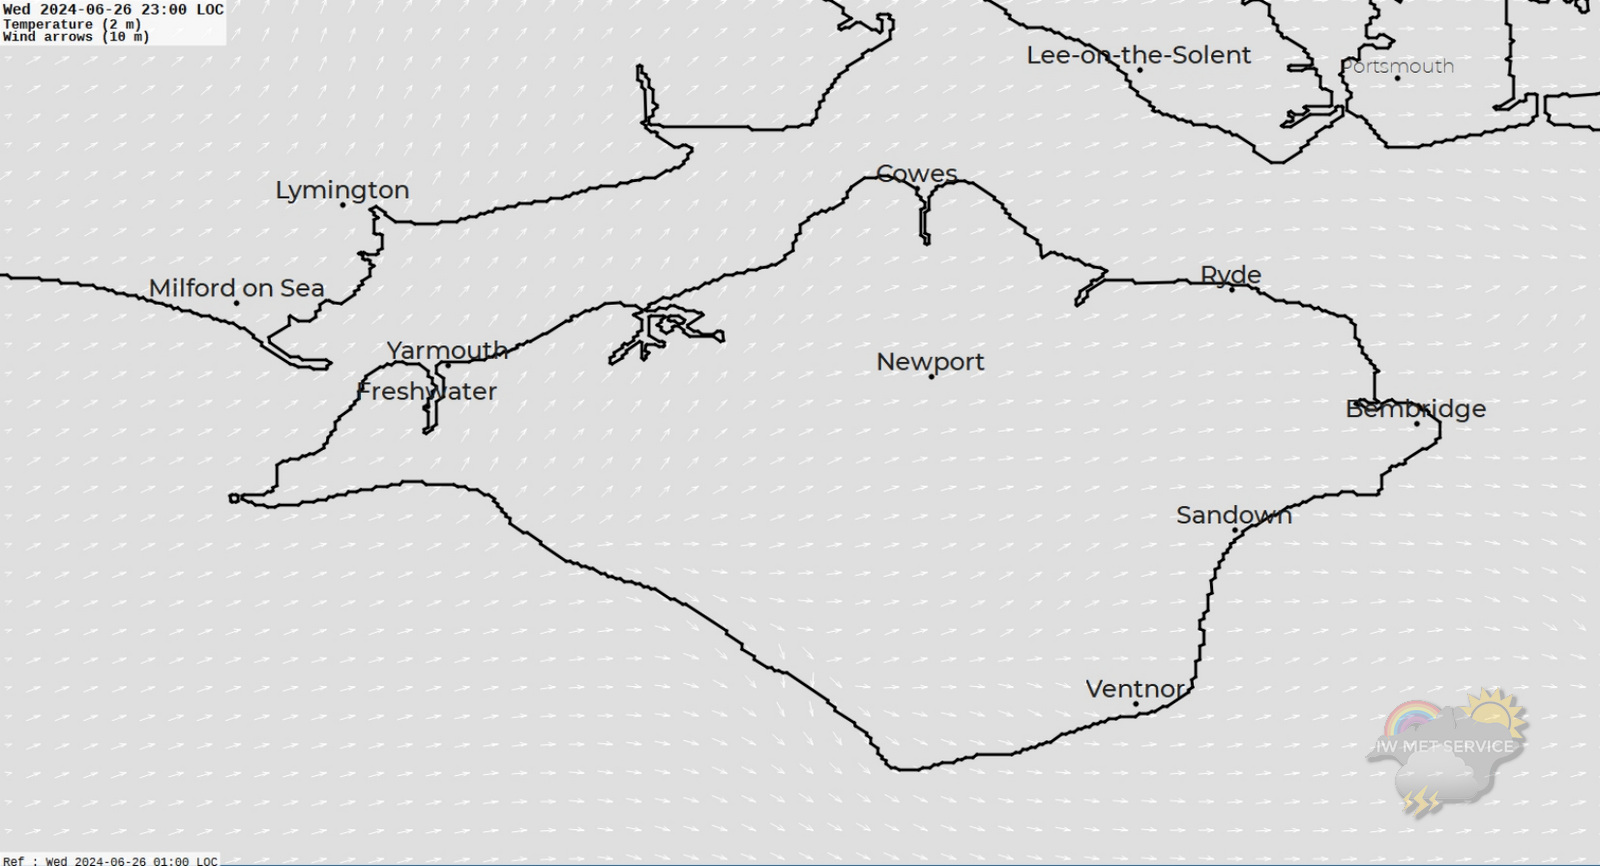 Wed 2024-06-26 23:00 LOC
Temperature (2 m)
Wind arrows (10 m)
Lee-on-the-Solent
Portsmouth
Cowes
Lymington
Ryde
Milford on Sea
Yarmouth
Newport
Freshwater
Bembridge
Sandown
Ventnor
IW MET SERVICE
Ref : Wed 2024-06-26 01:00 LOC